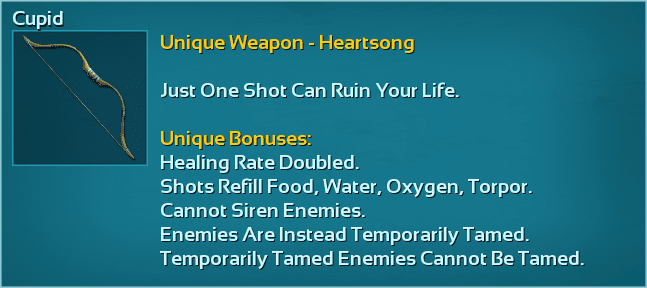 Cupid
Unique Weapon - Heartsong
Just One Shot Can Ruin Your Life.
Unique Bonuses:
Healing Rate Doubled.
Shots Refill Food, Water, Oxygen, Torpor.
Cannot Siren Enemies.
Enemies Are Instead Temporarily Tamed.
Temporarily Tamed Enemies Cannot Be Tamed.